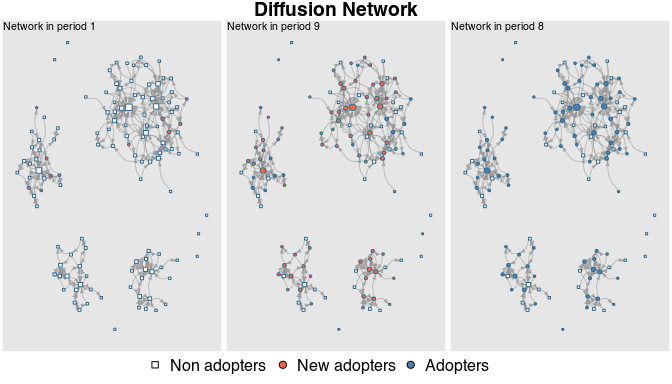 Diffusion Network
Network in period 1
Network in period 9
Network in period 8
Non adopters
New adopters
Adopters